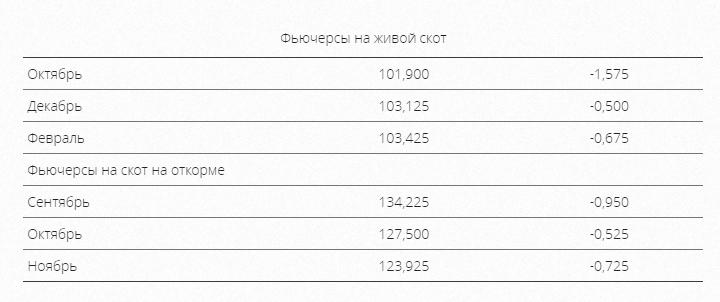 Фьючерсы на живой скот
Октябрь 101,900 -1,575
Декабрь 103,125 -0,500
Февраль 103,425 -0,675
Фьючерсы на скот на откорме
Сентябрь 134,225 -0,950
Октябрь 127,500 -0,525
Ноябрь 123,925 -0,725